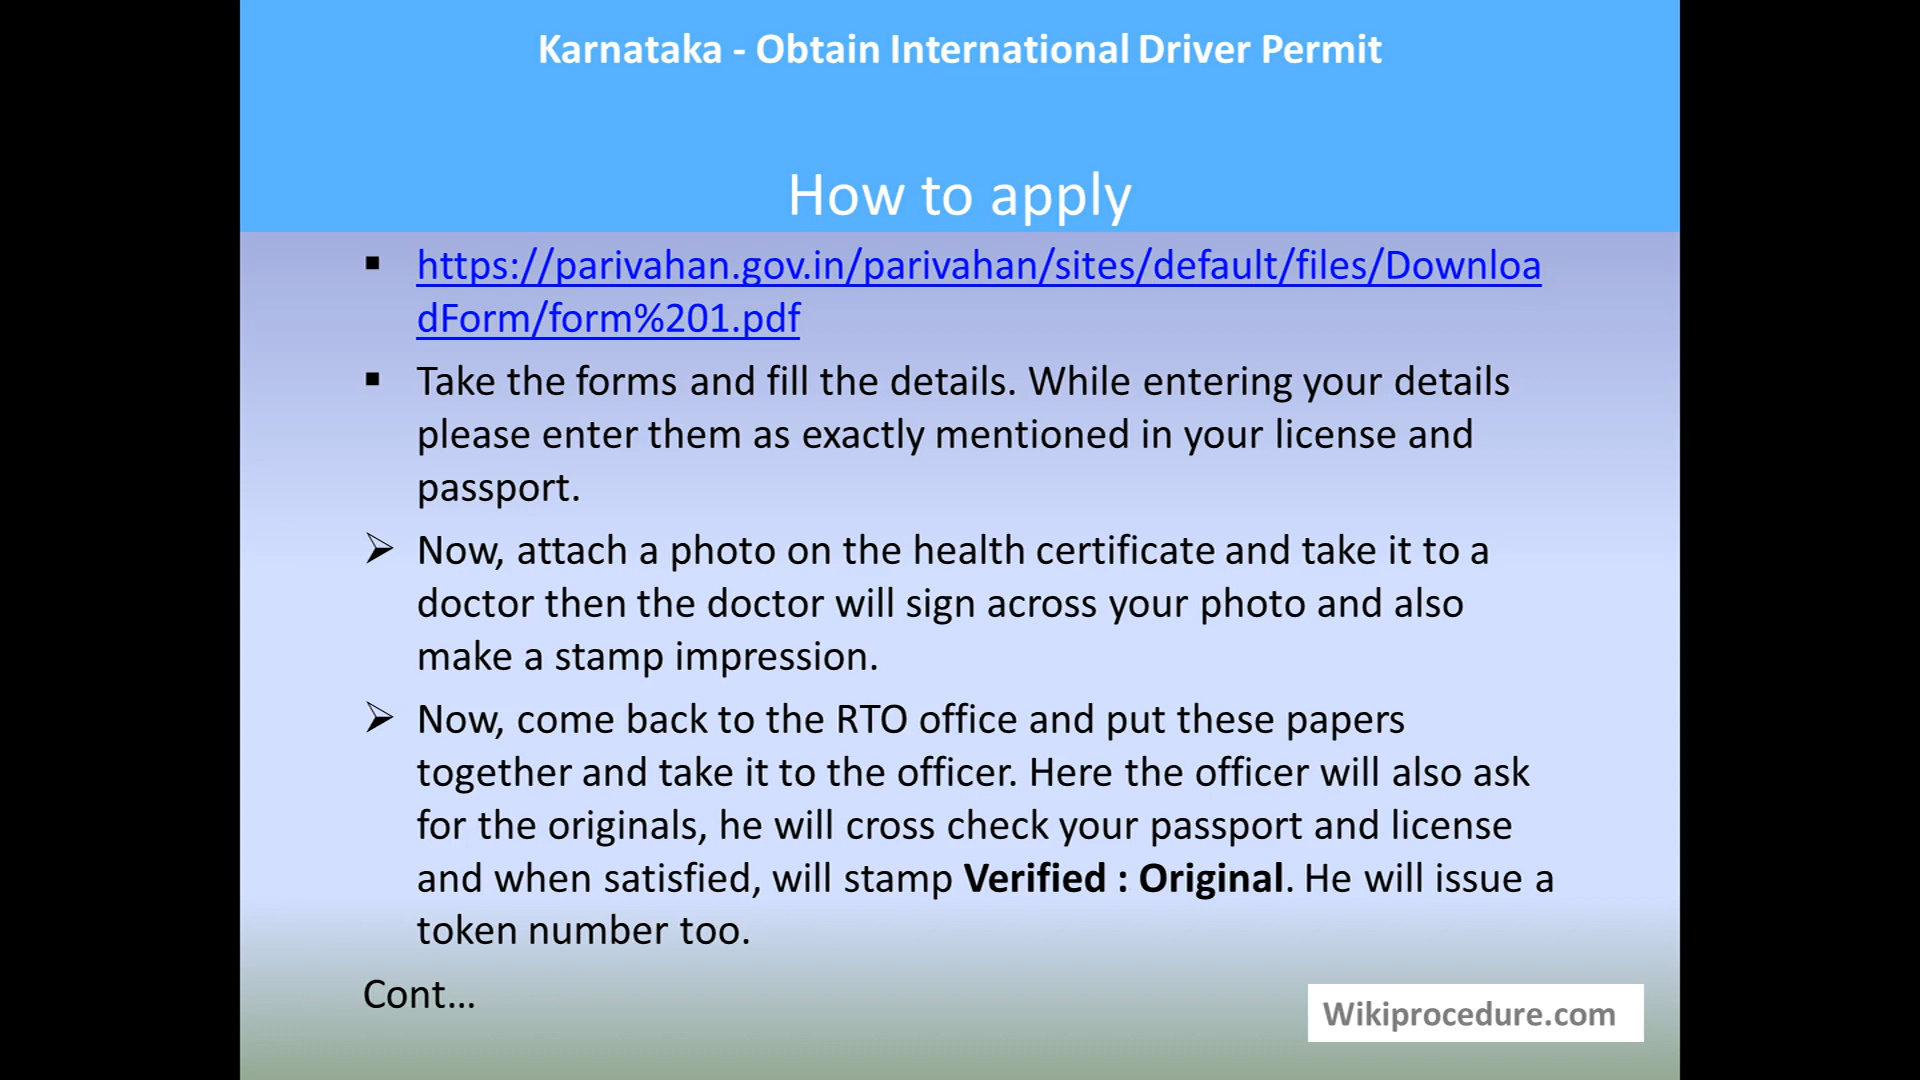 Karnataka - Obtain International Driver Permit
How to apply
▪ https://parivahan.gov.in/parivahan/sites/default/files/Downloa
dForm/form%201.pdf
▪ Take the forms and fill the details. While entering your details
please enter them as exactly mentioned in your license and
passport.
➢ Now, attach a photo on the health certificate and take it to a
doctor then the doctor will sign across your photo and also
make a stamp impression.
➢ Now, come back to the RTO office and put these papers
together and take it to the officer. Here the officer will also ask
for the originals, he will cross check your passport and license
and when satisfied, will stamp Verified : Original. He will issue a
token number too.
Cont...
Wikiprocedure.com